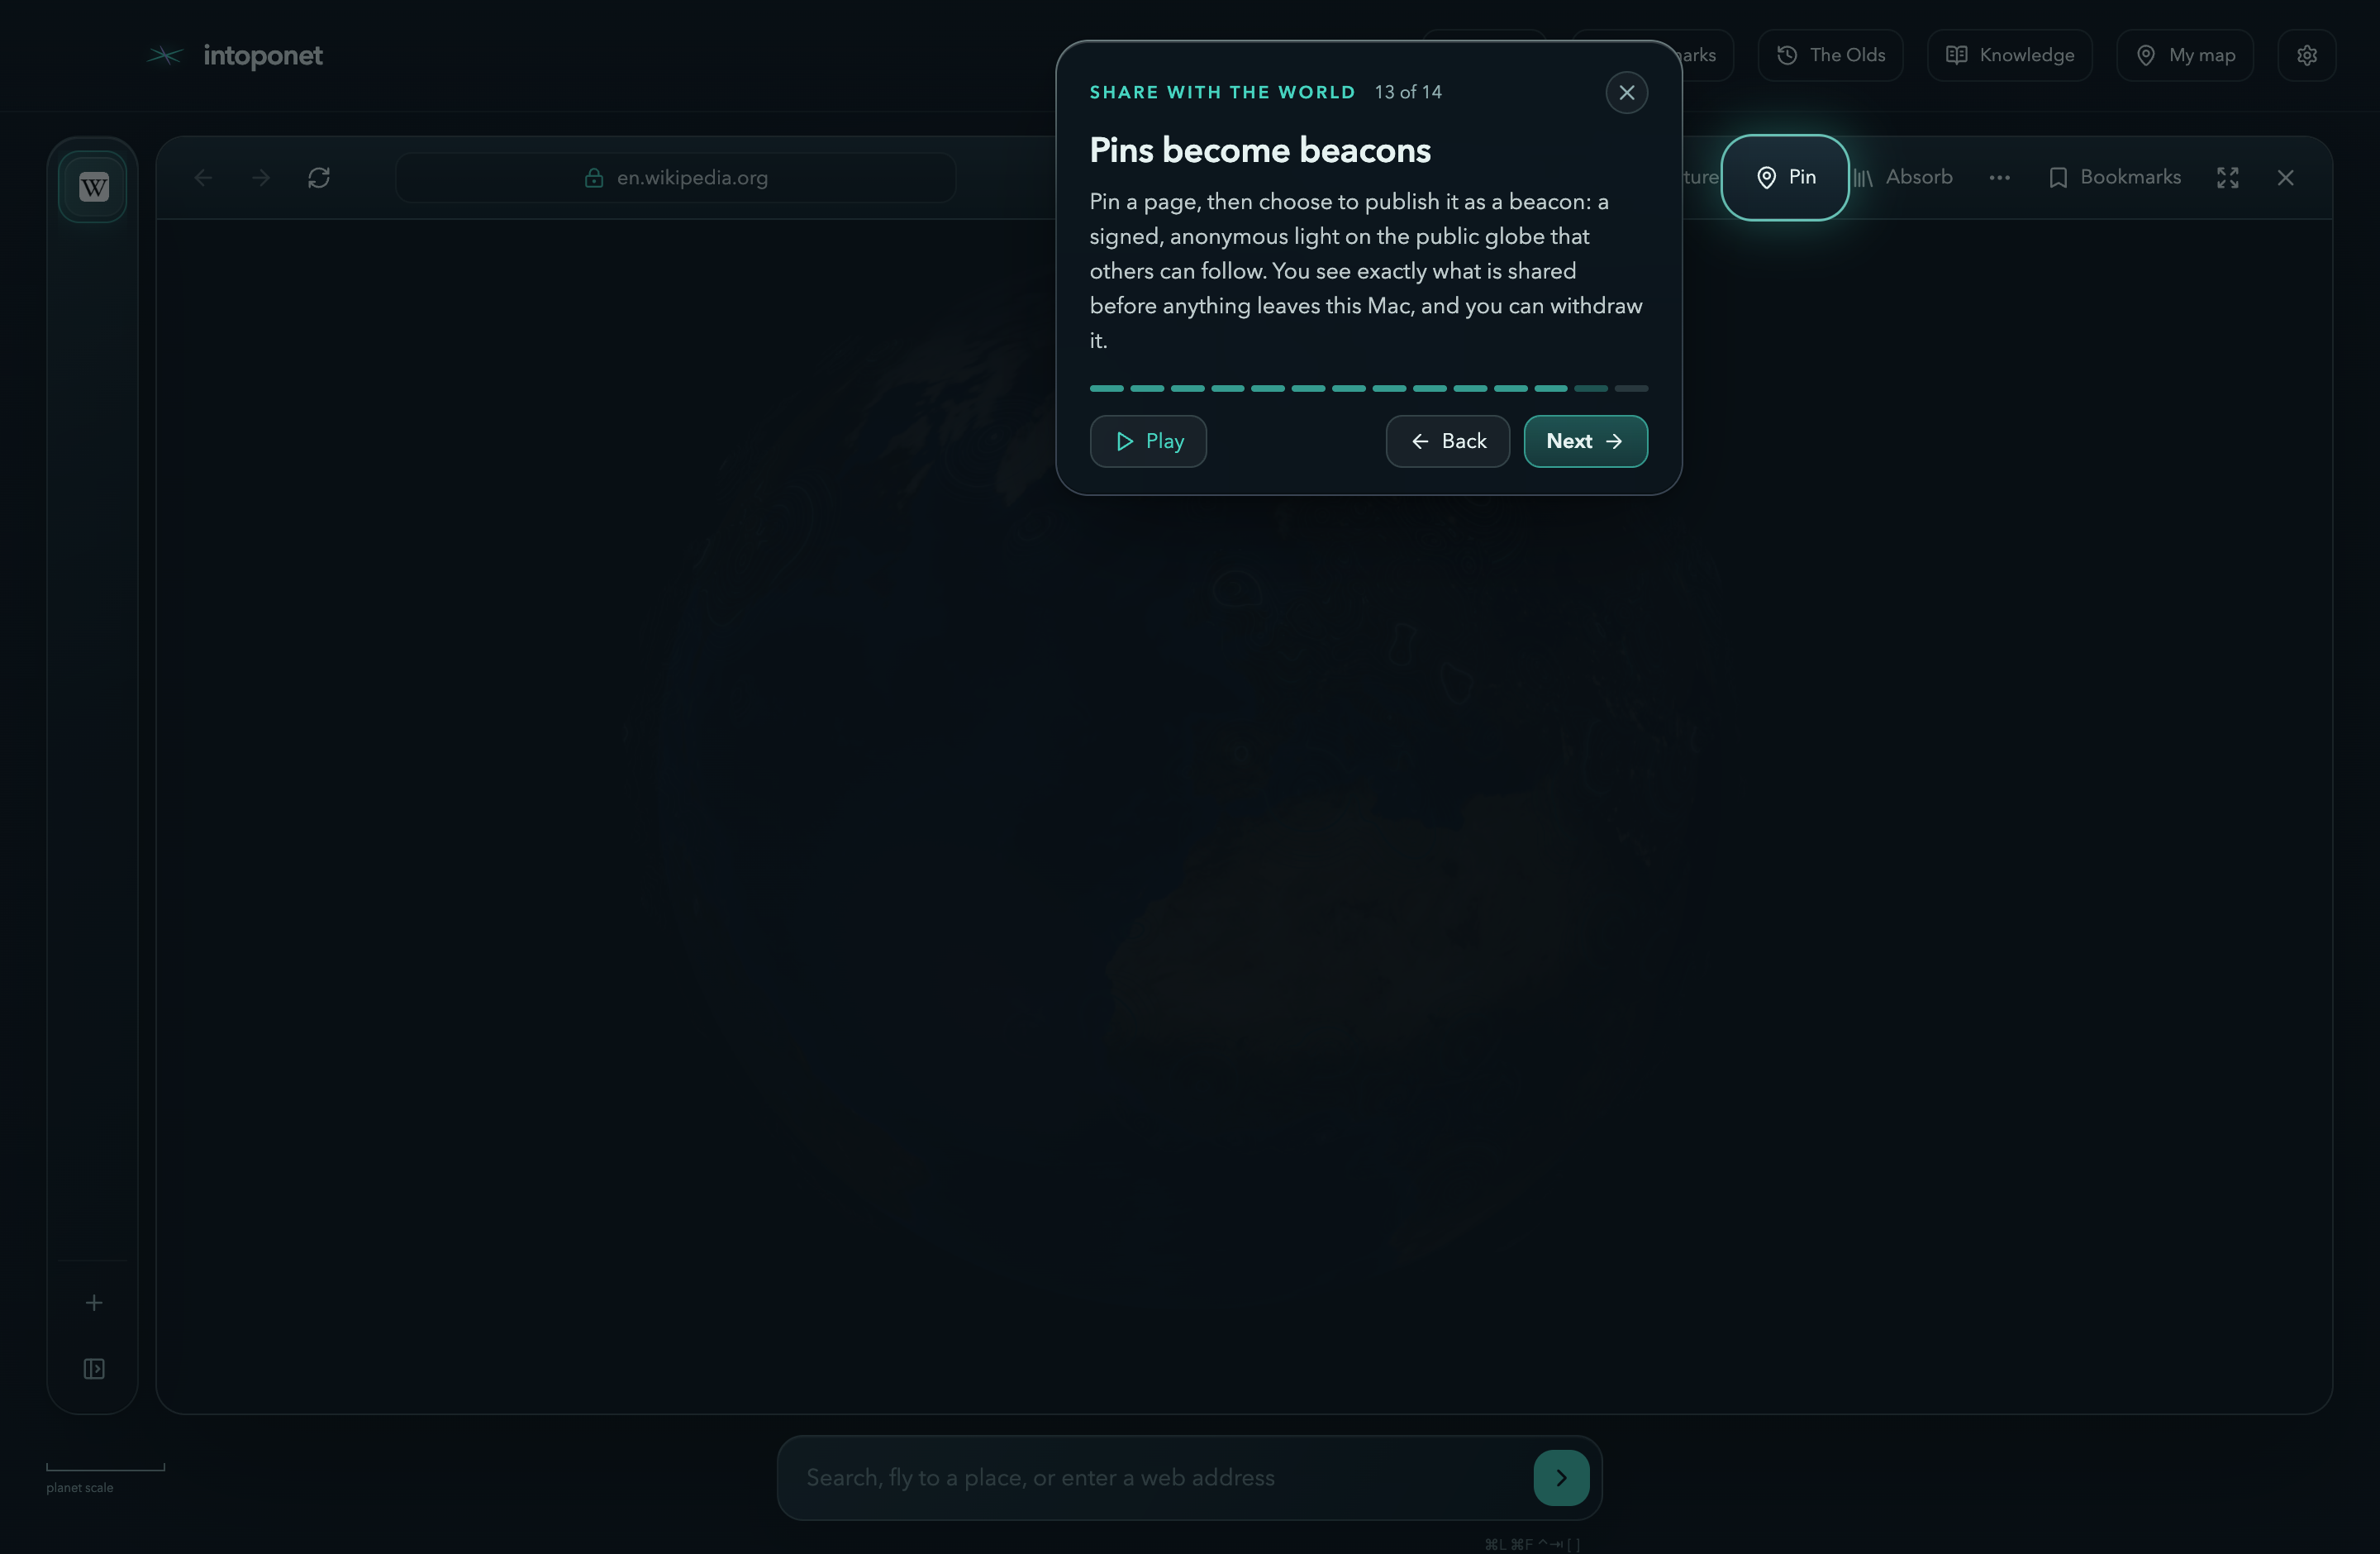 intoponet
arks
The Olds
Knowledge
My map
SHARE WITH THE WORLD 13 of 14
Pins become beacons
Pin a page, then choose to publish it as a beacon: a
signed, anonymous light on the public globe that
others can follow. You see exactly what is shared
before anything leaves this Mac, and you can withdraw
it.
Play
Back
Next
W
en.wikipedia.org
ture
Pin
Absorb
Bookmarks
Search, fly to a place, or enter a web address
planet scale
⌘L ⌘F ^⇥ [ ]